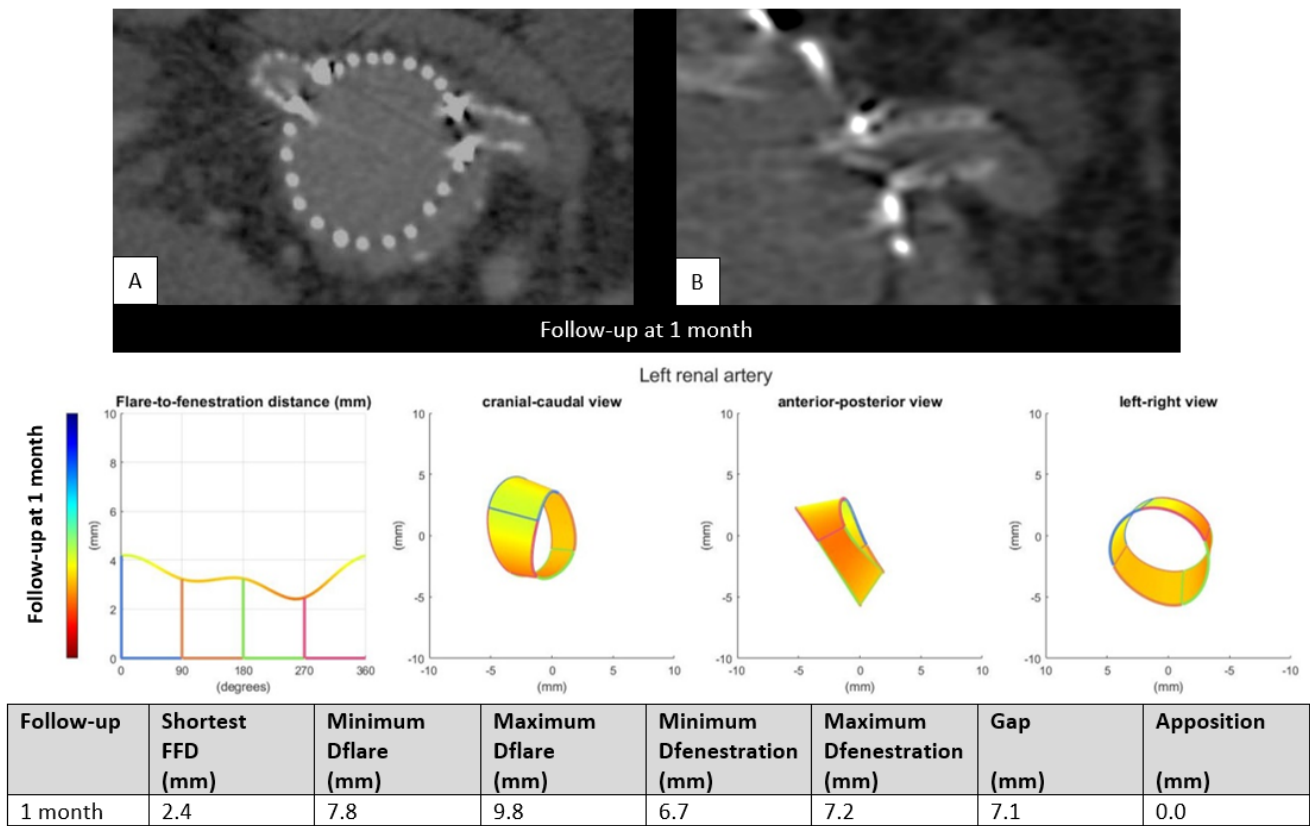 A
B
Follow-up at 1 month
Left renal artery
Follow-up at 1 month
Flare-to-fenestration distance (mm)
10
8
6
4
2
0
(mm)
0 90 180 270 360
(degrees)
cranial-caudal view
10
5
0
-5
-10
(mm)
-10 -5 0 5 10
(mm)
anterior-posterior view
10
5
0
-5
-10
(mm)
-10 -5 0 5 10
(mm)
left-right view
10
5
0
-5
-10
(mm)
10 5 0 -5 -10
(mm)
Follow-up Shortest Minimum Maximum Minimum Maximum Gap Apposition
FFD Dflare Dflare Dfenestration Dfenestration
(mm) (mm) (mm) (mm) (mm) (mm) (mm)
1 month 2.4 7.8 9.8 6.7 7.2 7.1 0.0